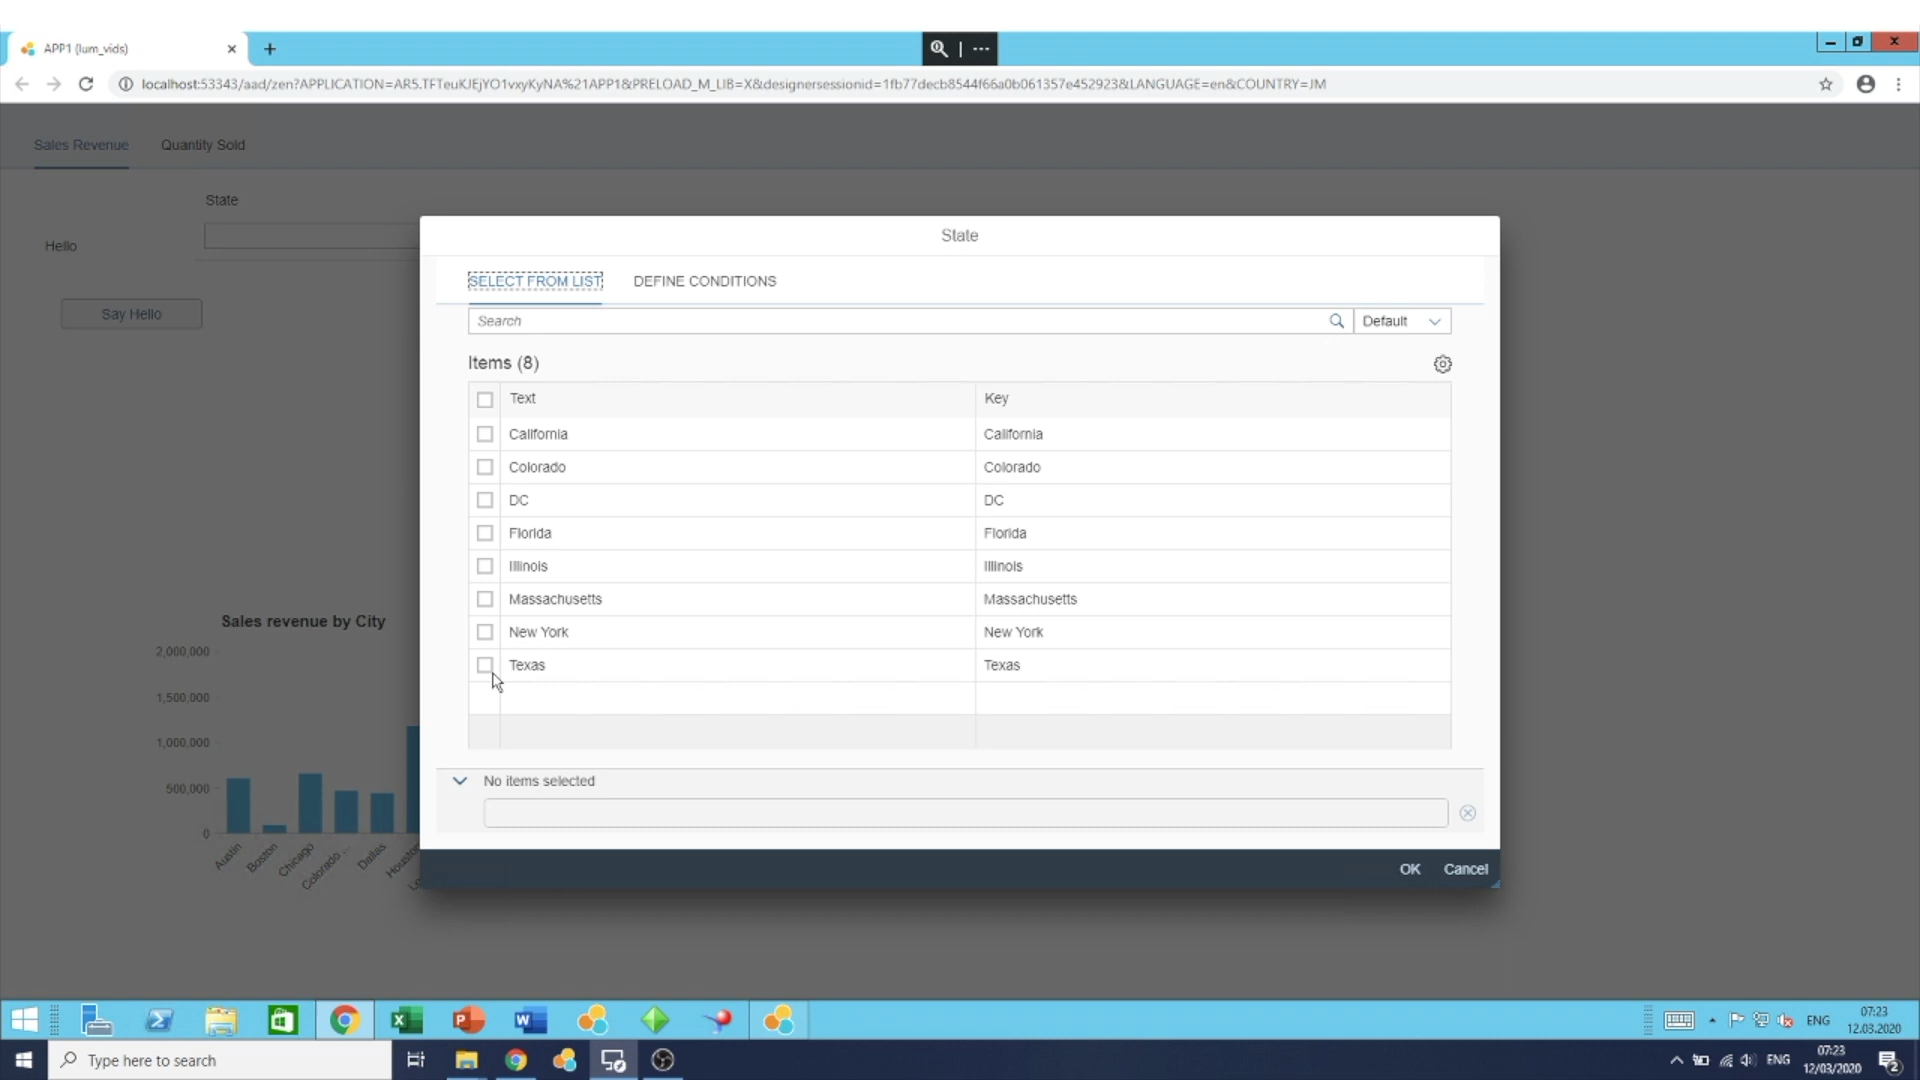 APP1 (lum_vids)
localhost:53343/aad/zen?APPLICATION=AR5.TFTeuKJEjYO1vxyKyNA%21APP1&PRELOAD_M_LIB=X&designersessionid=1fb77decb8544f66a0b061357e452923&LANGUAGE=en&COUNTRY=JM
Sales Revenue
Quantity Sold
State
Hello
Say Hello
State
SELECT FROM LIST
DEFINE CONDITIONS
Search
Default
Items (8)
Text
Key
California
California
Colorado
Colorado
DC
DC
Florida
Florida
Illinois
Illinois
Massachusetts
Massachusetts
New York
New York
Texas
Texas
No items selected
OK
Cancel
Sales revenue by City
2,000,000
1,500,000
1,000,000
500,000
0
Austin
Boston
Chicago
Colorado ...
Dallas
ENG
07:23
12.03.2020
Type here to search
ENG
07:23
12/03/2020
2